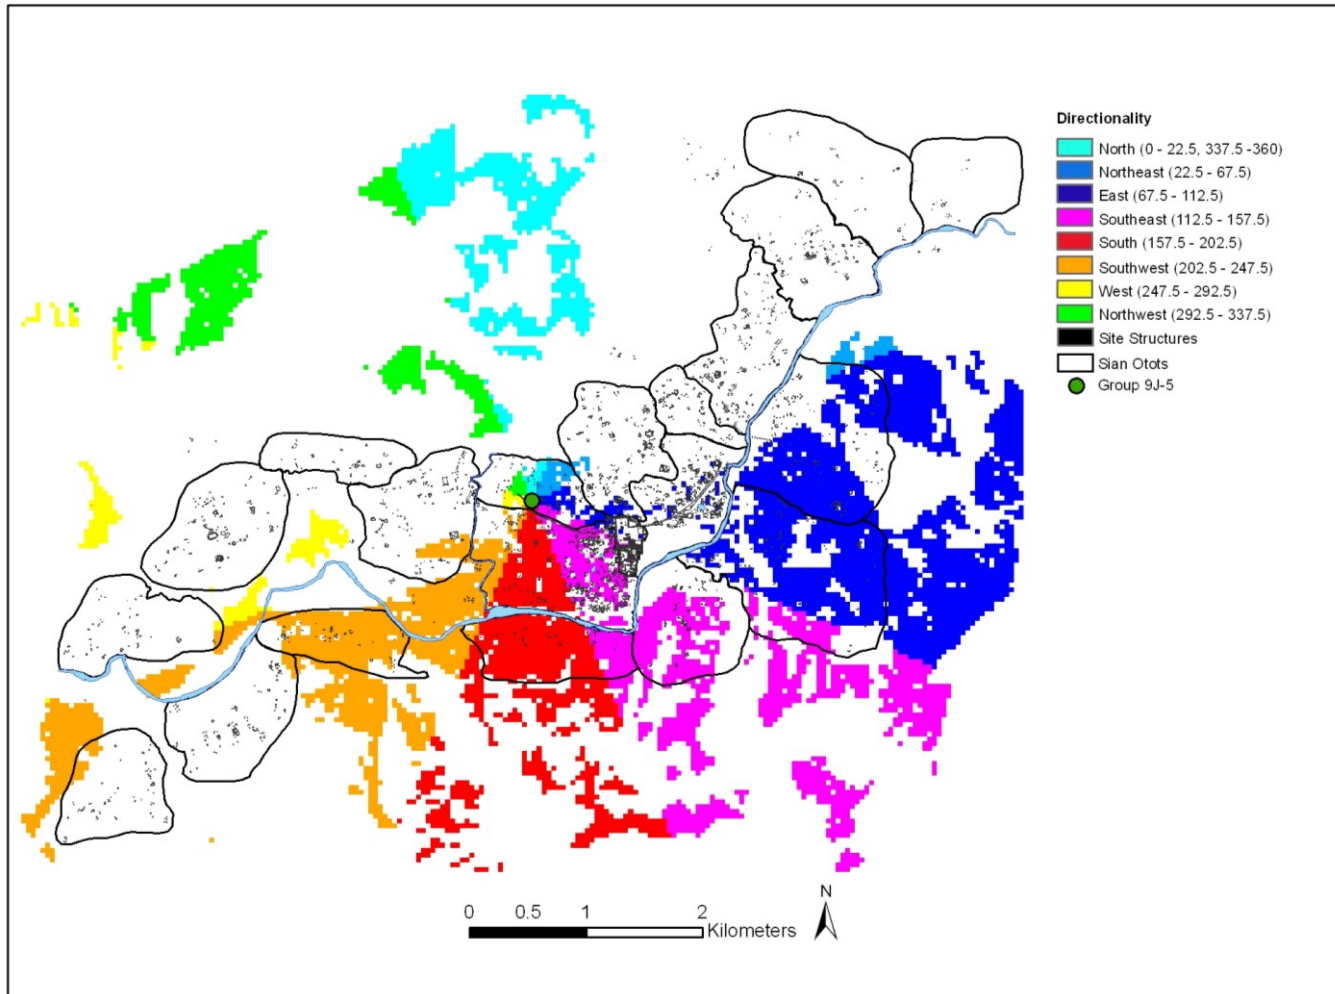 Directionality
North (0 - 22.5, 337.5 -360)
Northeast (22.5 - 67.5)
East (67.5 - 112.5)
Southeast (112.5 - 157.5)
South (157.5 - 202.5)
Southwest (202.5 - 247.5)
West (247.5 - 292.5)
Northwest (292.5 - 337.5)
Site Structures
Sian Otots
Group 9J-5
0 0.5 1 2
Kilometers
N